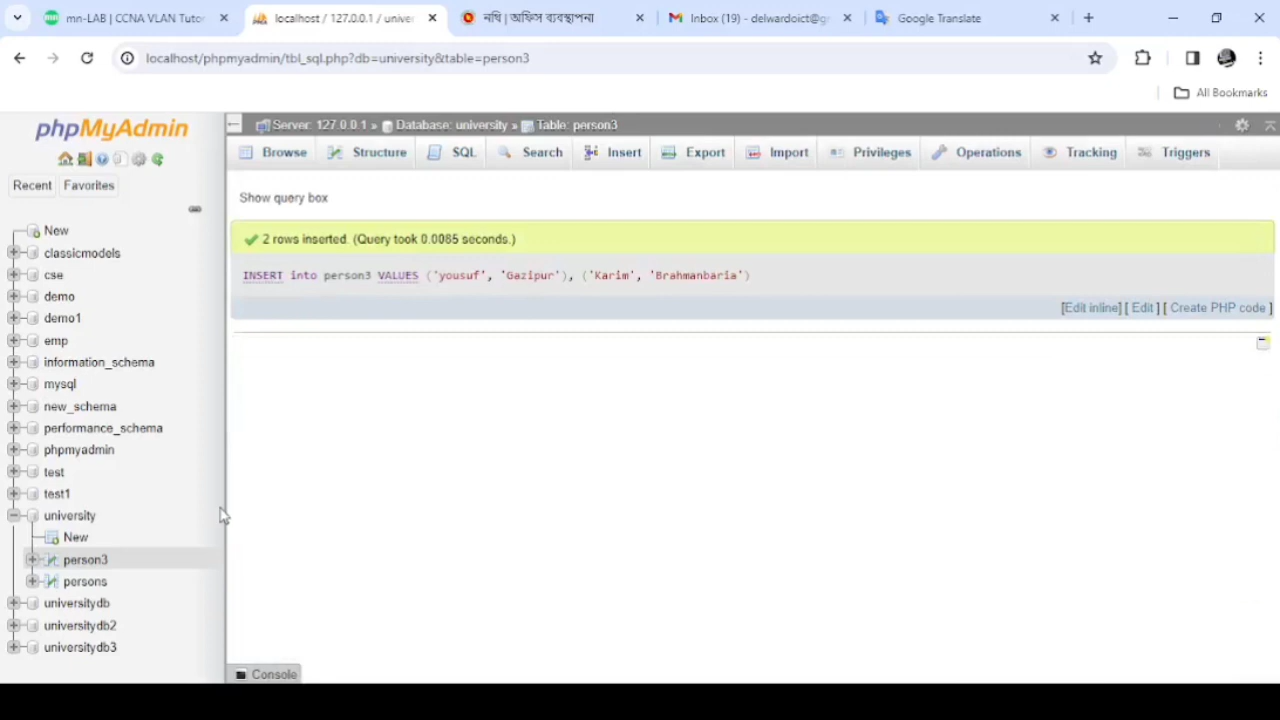 mn-LAB | CCNA VLAN Tutor
localhost / 127.0.0.1 / univer
নথি | অফিস ব্যবস্থাপনা
Inbox (19) - delwardoict@g
Google Translate
localhost/phpmyadmin/tbl_sql.php?db=university&table=person3
All Bookmarks
phpMyAdmin
Recent Favorites
New
classicmodels
cse
demo
demo1
emp
information_schema
mysql
new_schema
performance_schema
phpmyadmin
test
test1
university
New
person3
persons
universitydb
universitydb2
universitydb3
Server: 127.0.0.1 » Database: university » Table: person3
Browse Structure SQL Search Insert Export Import Privileges Operations Tracking Triggers
Show query box
2 rows inserted. (Query took 0.0085 seconds.)
INSERT into person3 VALUES ('yousuf', 'Gazipur'), ('Karim', 'Brahmanbaria')
[Edit inline] [ Edit ] [ Create PHP code ]
Console